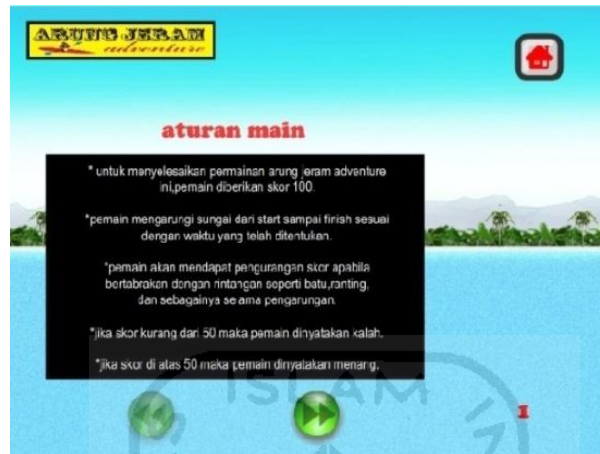 ARUNG JERAM
adventure
aturan main
* untuk menyelesaikan permainan arung jeram adventure
ini,pemain diberikan skor 100.
*pemain mengarungi sungai dari start sampai finish sesuai
dengan waktu yang telah ditentukan.
*pemain akan mendapat pengurangan skor apabila
bertabrakan dengan rintangan seperti batu,ranting,
dan sebagainya selama pengarungan.
*jika skor kurang dari 50 maka pemain dinyatakan kalah.
*jika skor di atas 50 maka pemain dinyatakan menang.
ISLAM
1